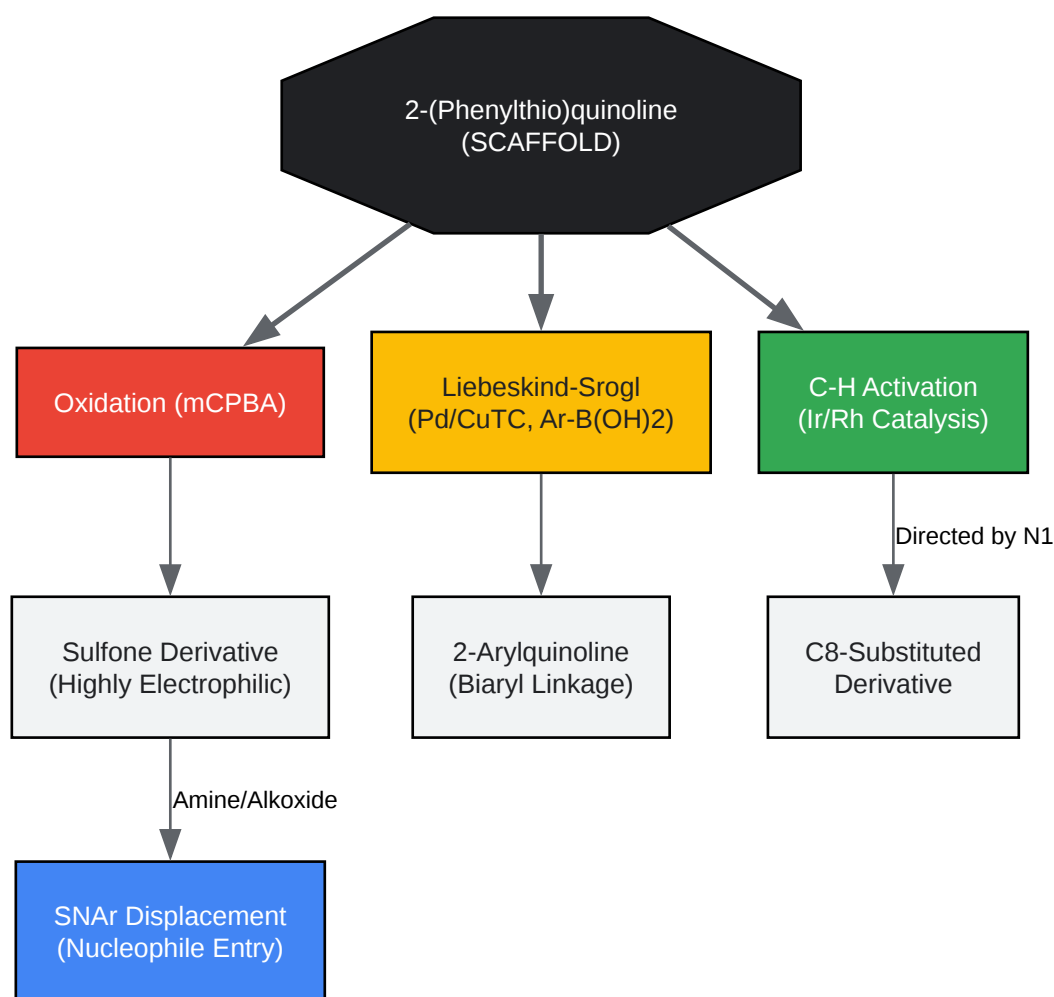 2-(Phenylthio)quinoline
(SCAFFOLD)
Oxidation (mCPBA)
Liebeskind-Srogl
(Pd/CuTC, Ar-B(OH)2)
C-H Activation
(Ir/Rh Catalysis)
Directed by N1
Sulfone Derivative
(Highly Electrophilic)
2-Arylquinoline
(Biaryl Linkage)
C8-Substituted
Derivative
Amine/Alkoxide
SNAr Displacement
(Nucleophile Entry)